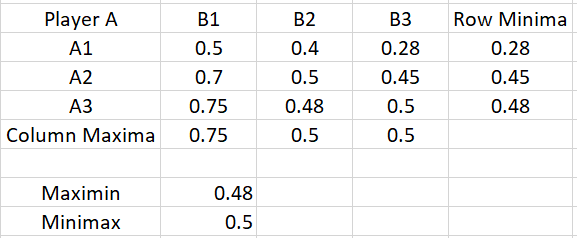 Player A B1 B2 B3 Row Minima
A1 0.5 0.4 0.28 0.28
A2 0.7 0.5 0.45 0.45
A3 0.75 0.48 0.5 0.48
Column Maxima 0.75 0.5 0.5
Maximin 0.48
Minimax 0.5